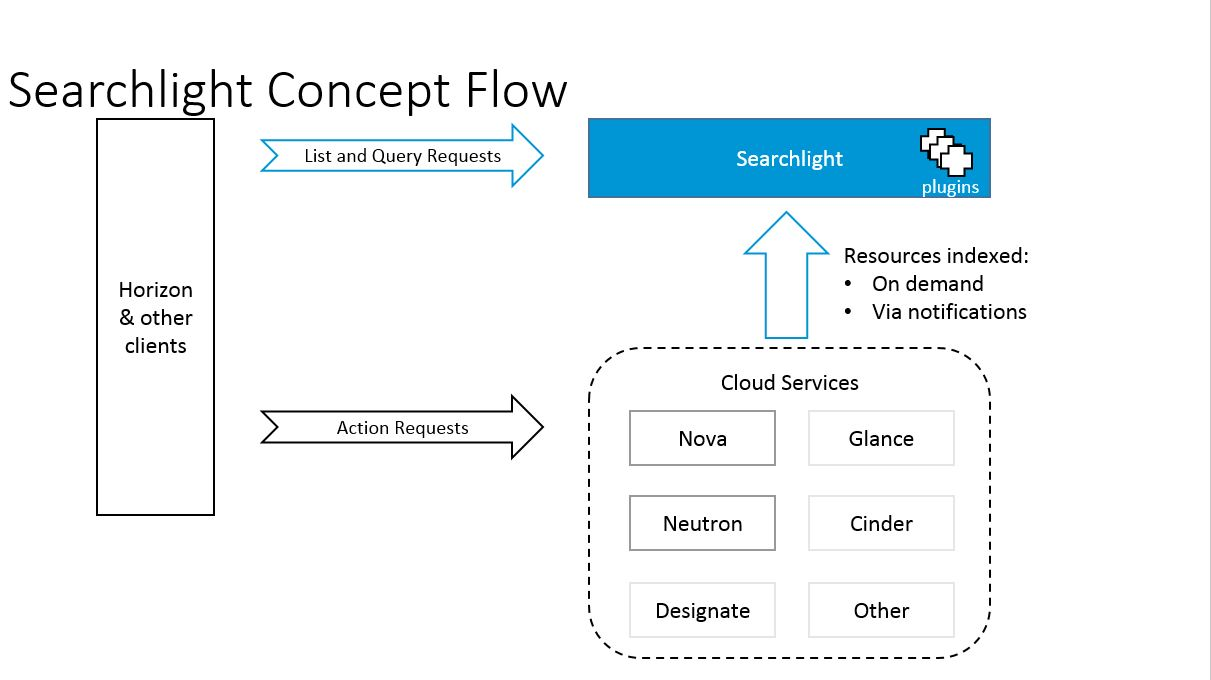 Searchlight Concept Flow
List and Query Requests
Searchlight
plugins
Resources indexed:
• On demand
• Via notifications
Horizon
& other
clients
Action Requests
Cloud Services
Nova
Glance
Neutron
Cinder
Designate
Other